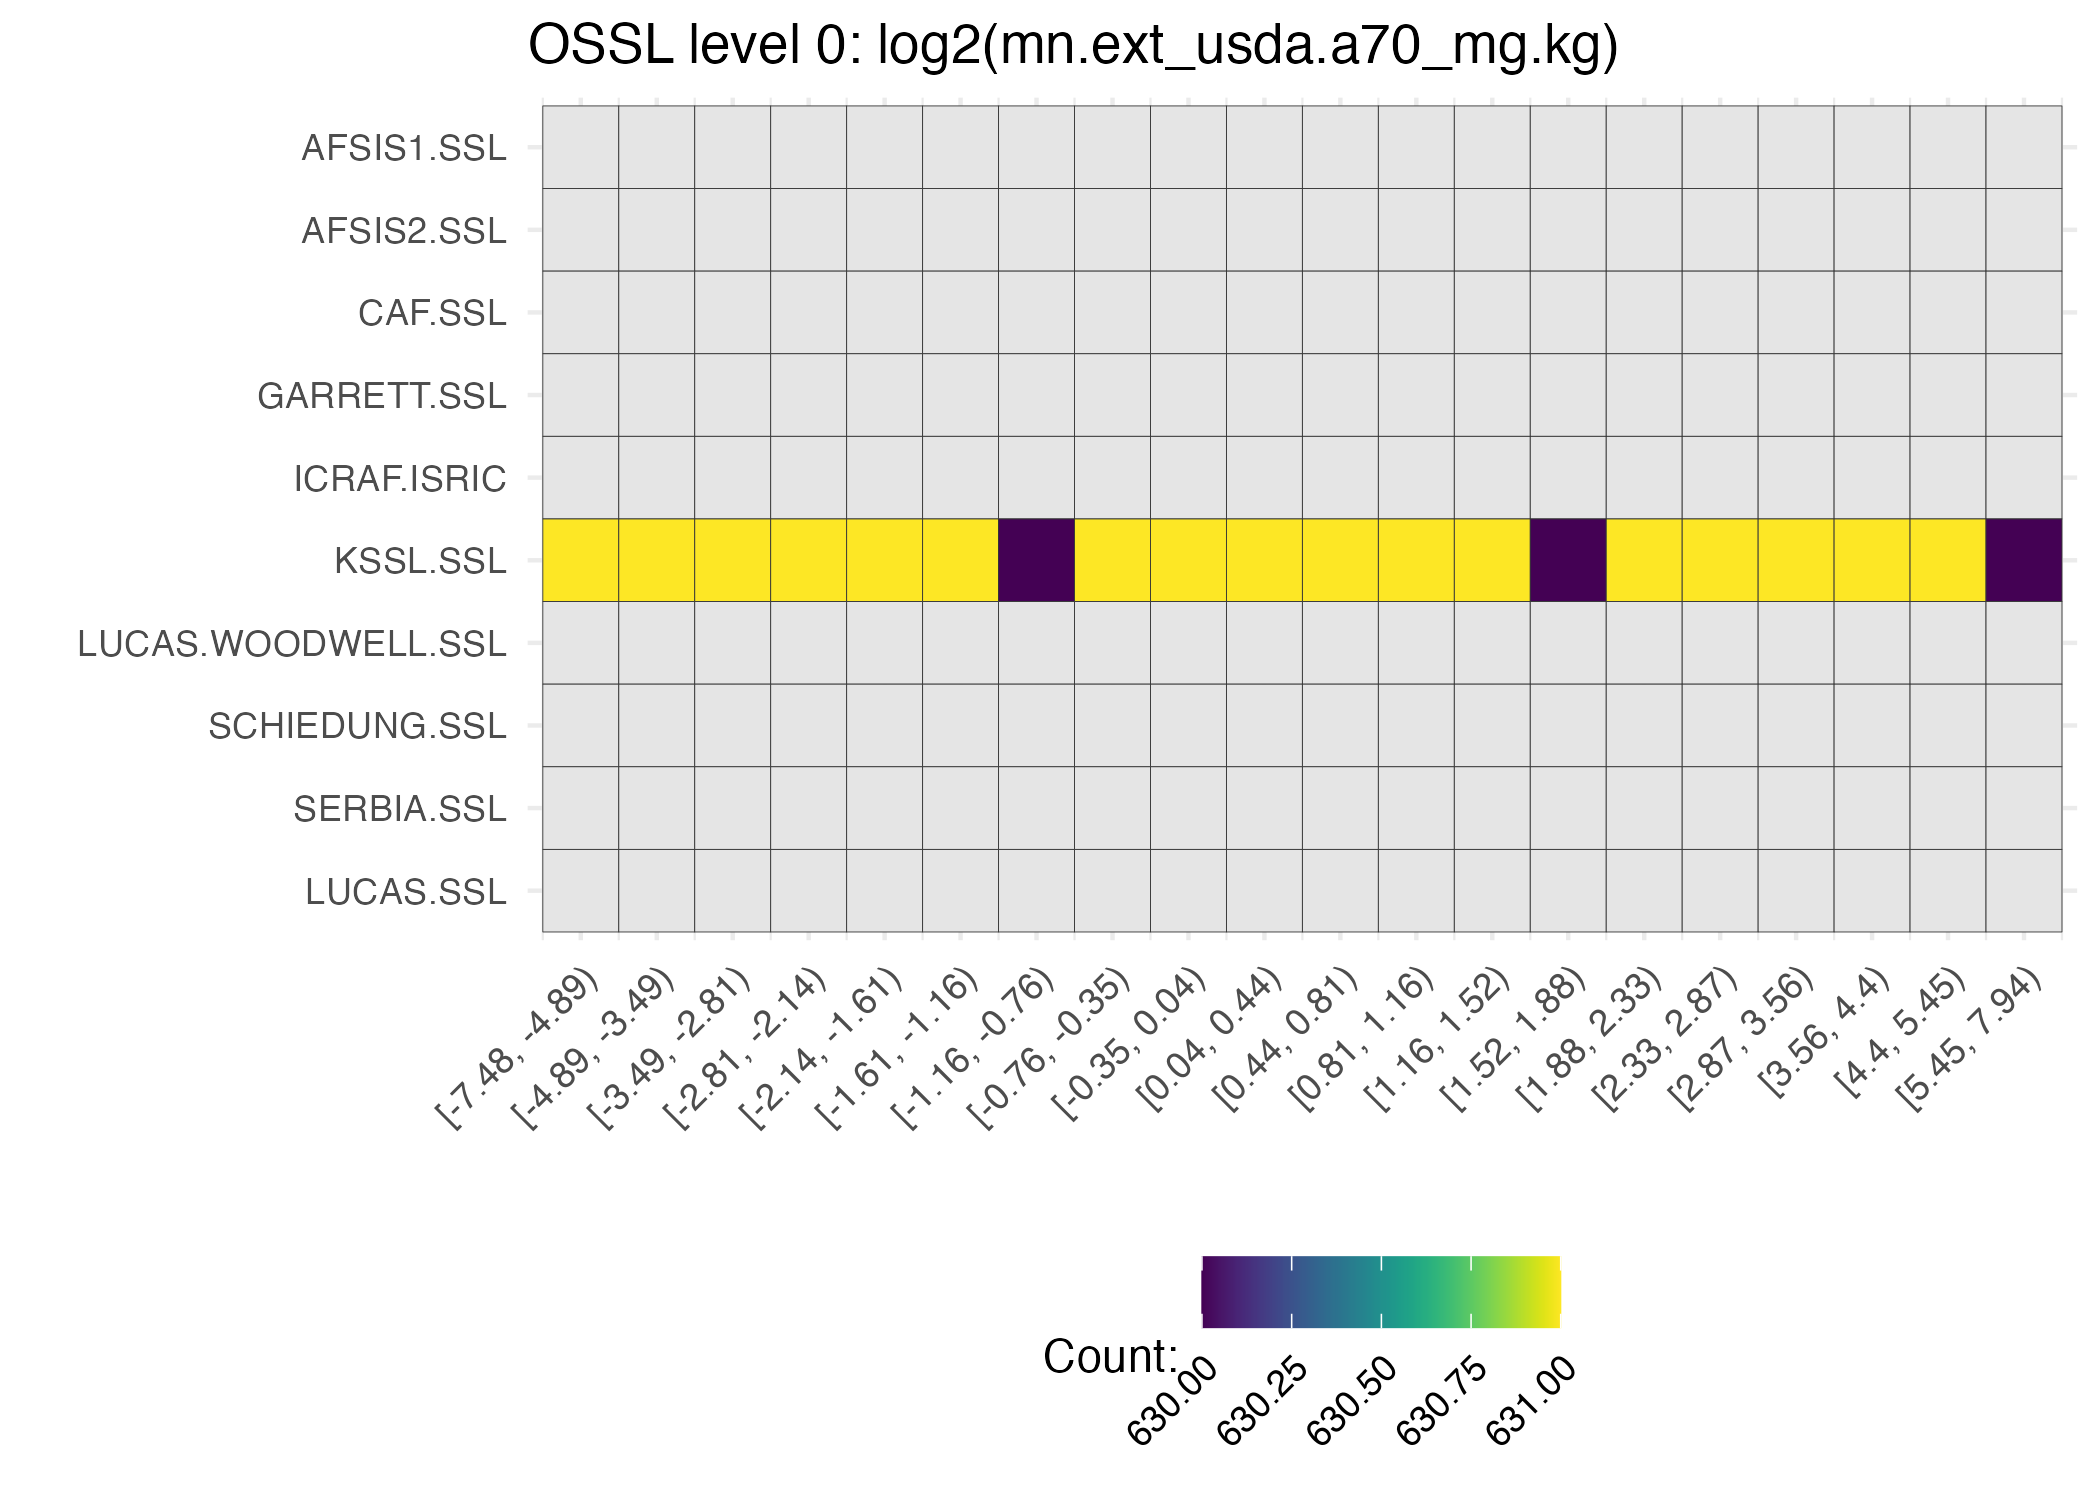 OSSL level 0: log2(mn.ext_usda.a70_mg.kg)
AFSIS1.SSL
AFSIS2.SSL
CAF.SSL
GARRETT.SSL
ICRAF.ISRIC
KSSL.SSL
LUCAS.WOODWELL.SSL
SCHIEDUNG.SSL
SERBIA.SSL
LUCAS.SSL
[-7.48, -4.89)
[-4.89, -3.49)
[-3.49, -2.81)
[-2.81, -2.14)
[-2.14, -1.61)
[-1.61, -1.16)
[-1.16, -0.76)
[-0.76, -0.35)
[-0.35, 0.04)
[0.04, 0.44)
[0.44, 0.81)
[0.81, 1.16)
[1.16, 1.52)
[1.52, 1.88)
[1.88, 2.33)
[2.33, 2.87)
[2.87, 3.56)
[3.56, 4.4)
[4.4, 5.45)
[5.45, 7.94)
Count:
630.00
630.25
630.50
630.75
631.00